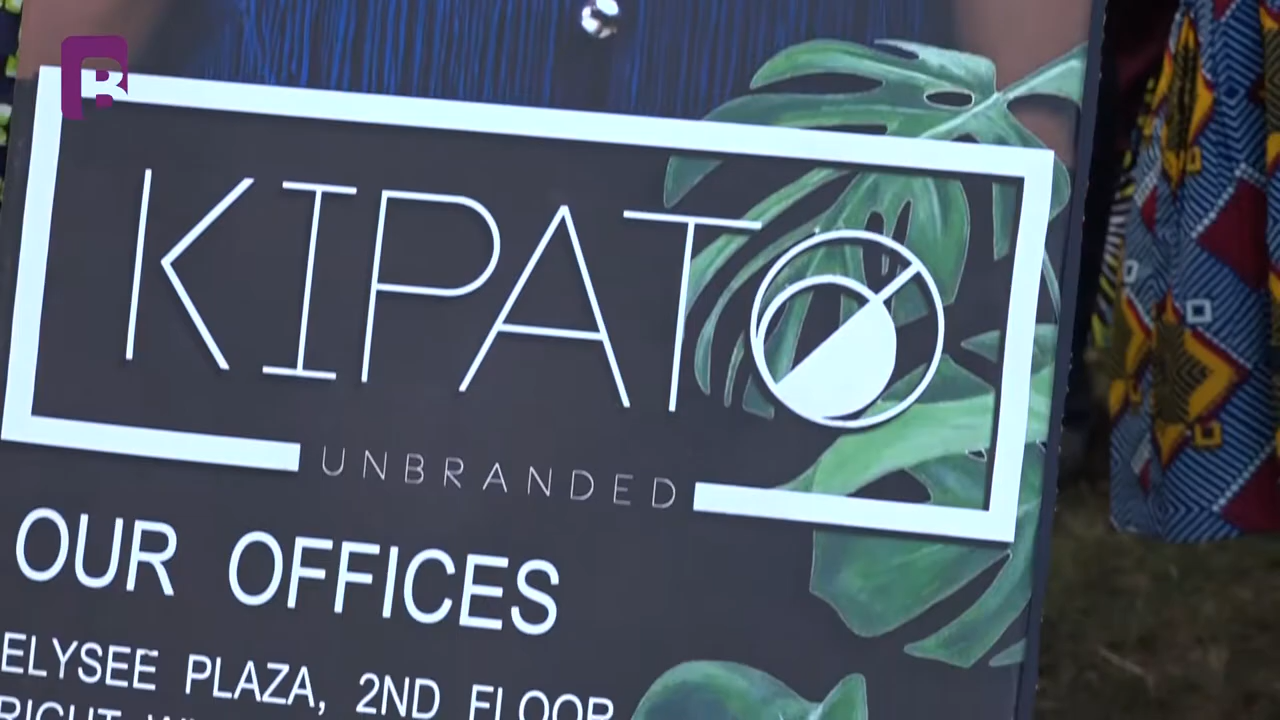 B
KIPATO
UNBRANDED
OUR OFFICES
ELYSEE PLAZA, 2ND FLOOR